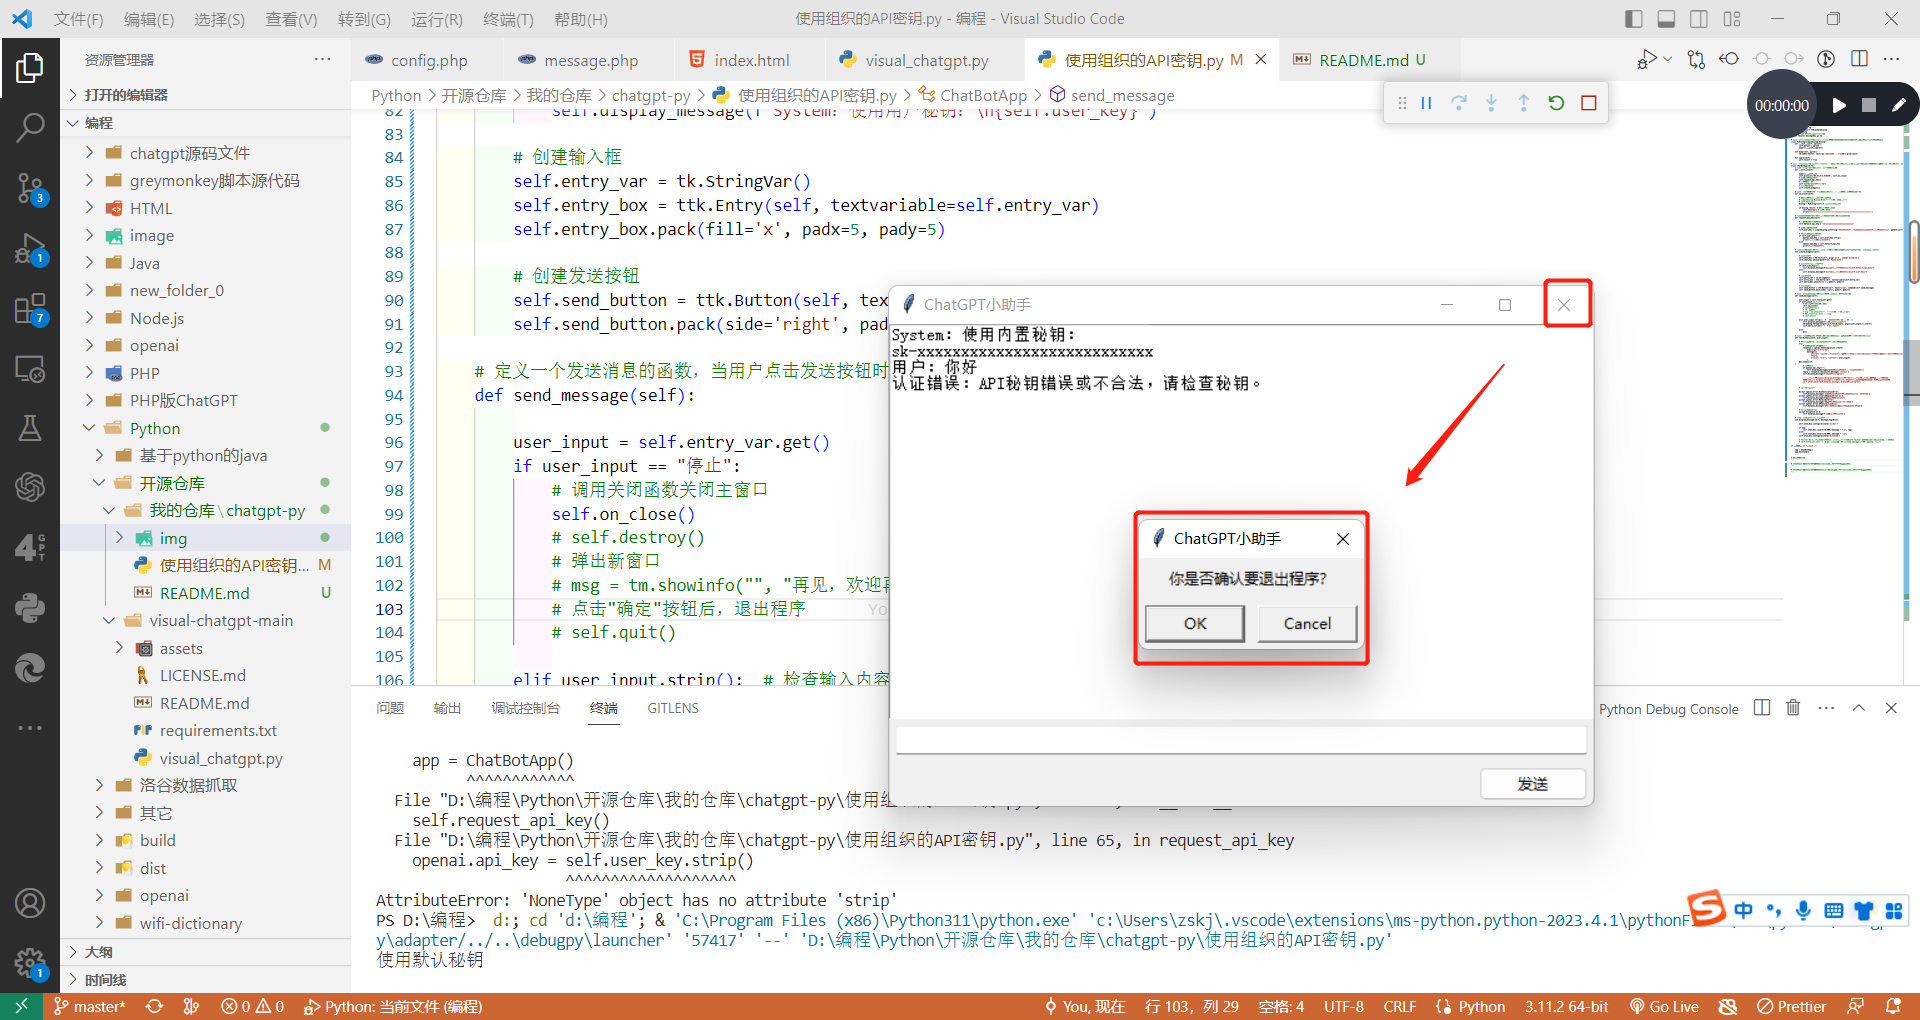 文件(F) 编辑(E) 选择(S) 查看(V) 转到(G) 运行(R) 终端(T) 帮助(H)
使用组织的API密钥.py - 编程 - Visual Studio Code
资源管理器
config.php
message.php
index.html
visual_chatgpt.py
使用组织的API密钥.py M
README.md U
打开的编辑器
编程
chatgpt源码文件
greymonkey脚本源代码
HTML
image
Java
new_folder_0
Node.js
openai
PHP
PHP版ChatGPT
Python
基于python的java
开源仓库
我的仓库\chatgpt-py
img
使用组织的API密钥... M
README.md U
visual-chatgpt-main
assets
LICENSE.md
README.md
requirements.txt
visual_chatgpt.py
洛谷数据抓取
其它
build
dist
openai
wifi-dictionary
大纲
时间线
3
1
7
1
Python > 开源仓库 > 我的仓库 > chatgpt-py > 使用组织的API密钥.py > ChatBotApp > send_message
00:00:00
82 self.display_message(f"System: 使用用户秘钥: \n{self.user_key}")
83
84 # 创建输入框
85 self.entry_var = tk.StringVar()
86 self.entry_box = ttk.Entry(self, textvariable=self.entry_var)
87 self.entry_box.pack(fill='x', padx=5, pady=5)
88
89 # 创建发送按钮
90 self.send_button = ttk.Button(self, tex
91 self.send_button.pack(side='right', pad
92
93 # 定义一个发送消息的函数，当用户点击发送按钮时
94 def send_message(self):
95
96 user_input = self.entry_var.get()
97 if user_input == "停止":
98 # 调用关闭函数关闭主窗口
99 self.on_close()
100 # self.destroy()
101 # 弹出新窗口
102 # msg = tm.showinfo("", "再见，欢迎
103 # 点击"确定"按钮后，退出程序 Yo
104 # self.quit()
105
106 elif user_input.strip(): # 检查输入内容
ChatGPT小助手
System: 使用内置秘钥:
sk-xxxxxxxxxxxxxxxxxxxxxxxxxxx
用户: 你好
认证错误: API秘钥错误或不合法，请检查秘钥。
ChatGPT小助手
你是否确认要退出程序?
OK Cancel
发送
问题 输出 调试控制台 终端 GITLENS
Python Debug Console
app = ChatBotApp()
^^^^^^^^^^^^
File "D:\编程\Python\开源仓库\我的仓库\chatgpt-py\使用组
self.request_api_key()
File "D:\编程\Python\开源仓库\我的仓库\chatgpt-py\使用组织的API密钥.py", line 65, in request_api_key
openai.api_key = self.user_key.strip()
^^^^^^^^^^^^^^^^^^^
AttributeError: 'NoneType' object has no attribute 'strip'
PS D:\编程> d:; cd 'd:\编程'; & 'C:\Program Files (x86)\Python311\python.exe' 'c:\Users\zskj\.vscode\extensions\ms-python.python-2023.4.1\pythonF
y\adapter/../..\debugpy\launcher' '57417' '--' 'D:\编程\Python\开源仓库\我的仓库\chatgpt-py\使用组织的API密钥.py'
使用默认秘钥
中
master* 0 0 Python: 当前文件 (编程)
You, 现在 行 103，列 29 空格: 4 UTF-8 CRLF Python 3.11.2 64-bit Go Live Prettier